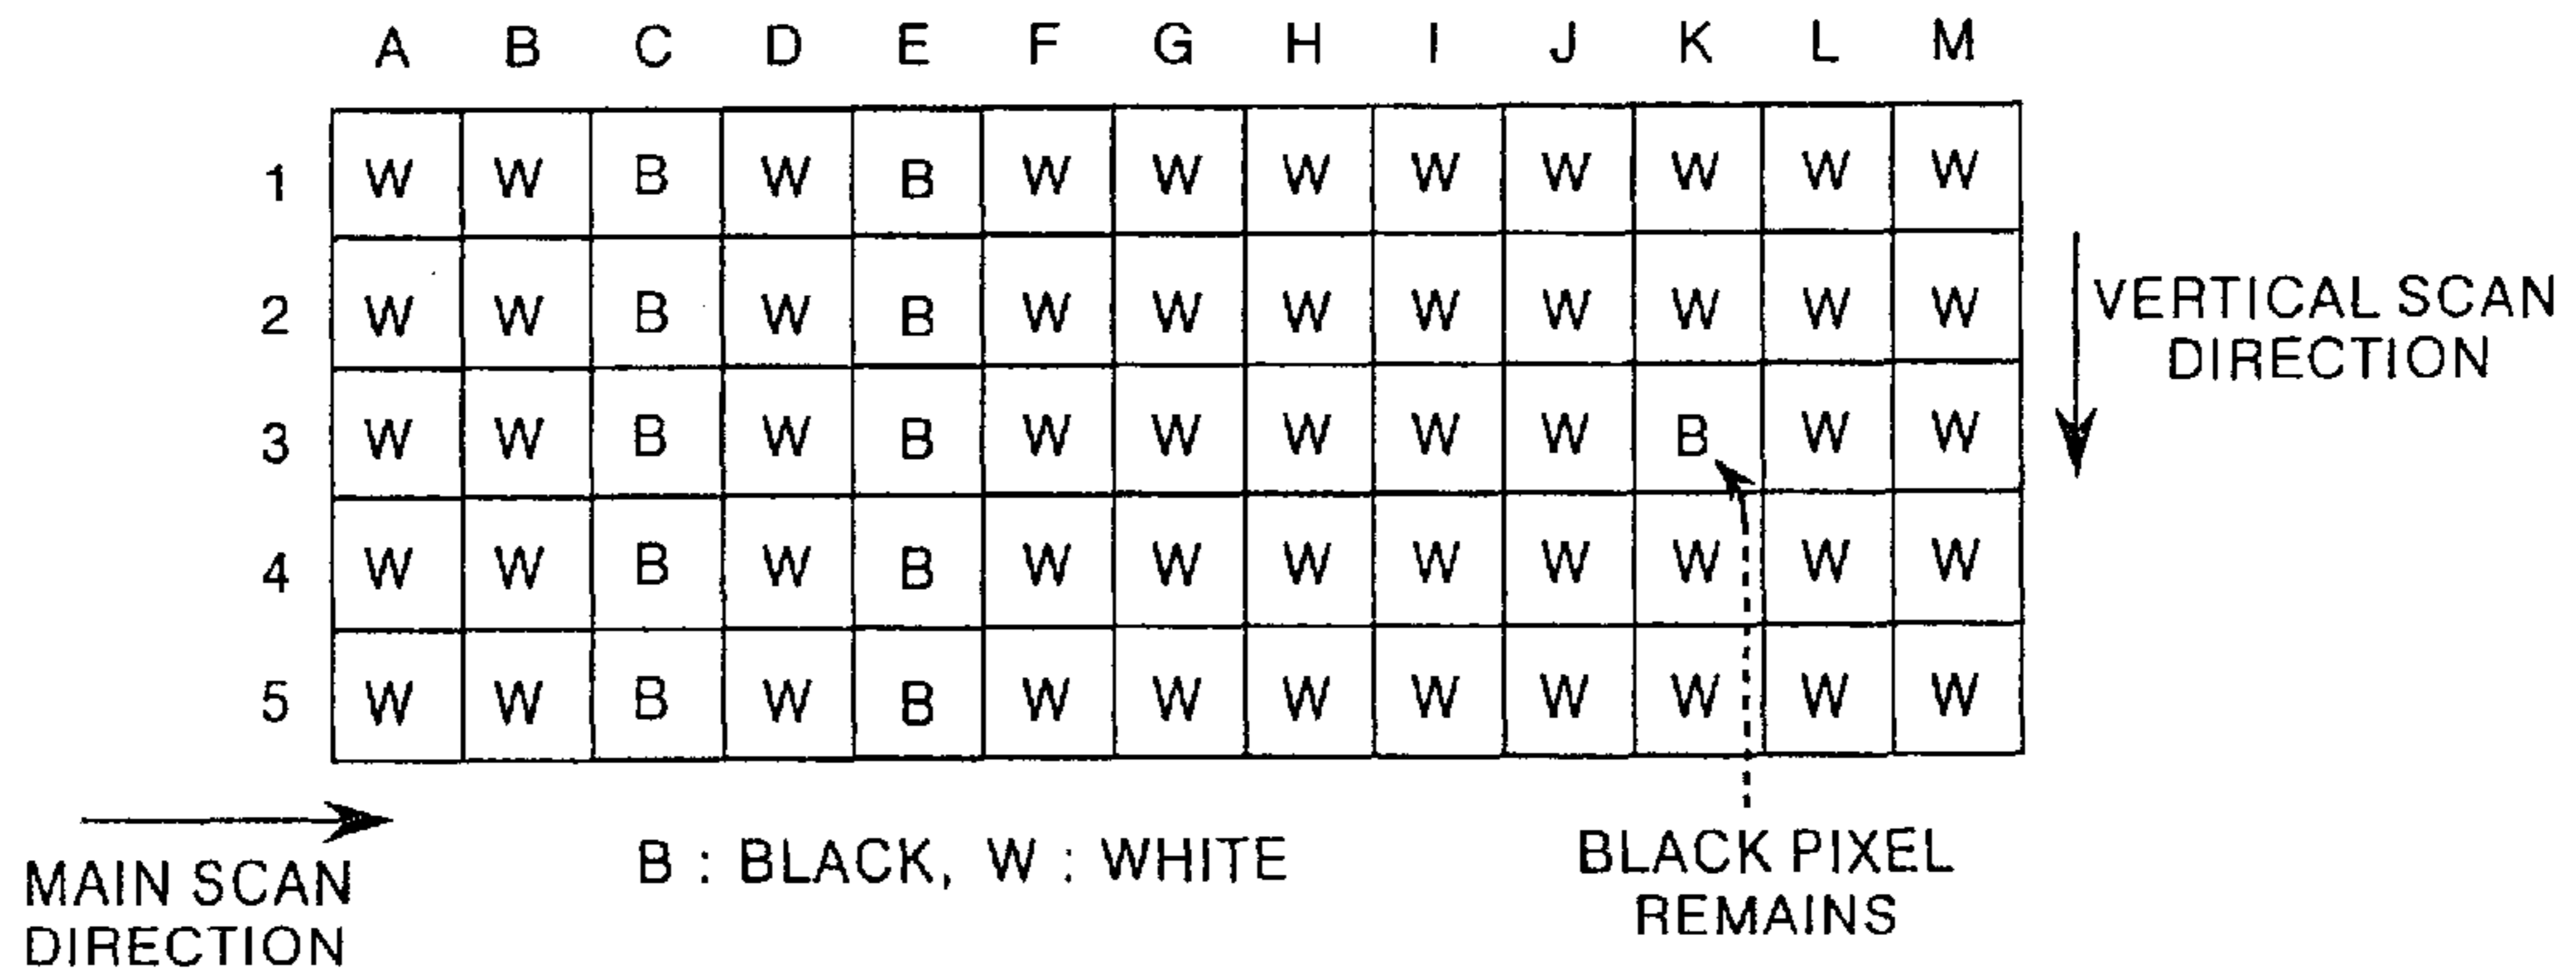 A B C D E F G H I J K L M
1 W W B W B W W W W W W W W
2 W W B W B W W W W W W W W
3 W W B W B W W W W W B W W
4 W W B W B W W W W W W W W
5 W W B W B W W W W W W W W
VERTICAL SCAN
DIRECTION
MAIN SCAN
DIRECTION
B : BLACK, W : WHITE
BLACK PIXEL
REMAINS